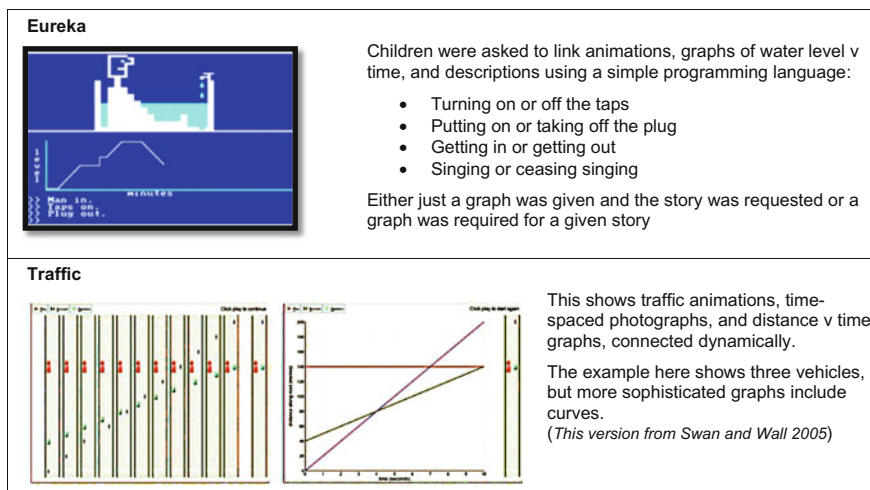 Eureka
Children were asked to link animations, graphs of water level v
time, and descriptions using a simple programming language:
• Turning on or off the taps
• Putting on or taking off the plug
• Getting in or getting out
• Singing or ceasing singing
Either just a graph was given and the story was requested or a
graph was required for a given story
level
minutes
>> Man in.
>> Taps on.
>> Plug out.
>>
Traffic
Click play to continue
Click play to start again
distance along road (metres)
time (seconds)
This shows traffic animations, time-
spaced photographs, and distance v time
graphs, connected dynamically.
The example here shows three vehicles,
but more sophisticated graphs include
curves.
(This version from Swan and Wall 2005)